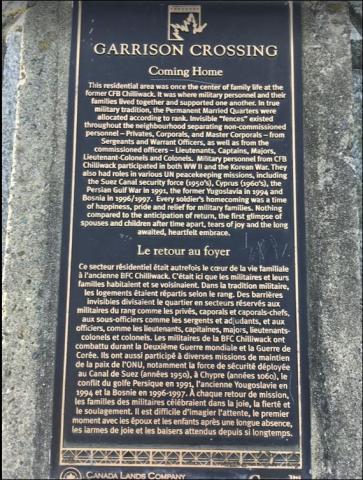 GARRISON CROSSING
Coming Home
This residential area was once the center of family life at the
former CFB Chilliwack. It was where military personnel and their
families lived together and supported one another. In true
military tradition, the Permanent Married Quarters were
allocated according to rank. Invisible "fences" existed
throughout the neighbourhood separating non-commissioned
personnel – Privates, Corporals, and Master Corporals – from
Sergeants and Warrant Officers, as well as from the
commissioned officers – Lieutenants, Captains, Majors,
Lieutenant-Colonels and Colonels. Military personnel from CFB
Chilliwack participated in both WW II and the Korean War. They
also had roles in various UN peacekeeping missions, including
the Suez Canal security force (1950's), Cyprus (1960's), the
Persian Gulf War in 1991, the former Yugoslavia in 1994 and
Bosnia in 1996/1997. Every soldier's homecoming was a time
of happiness, pride and relief for military families. Nothing
compared to the anticipation of return, the first glimpse of
spouses and children after time apart, tears of joy and the long
awaited, heartfelt embrace.
Le retour au foyer
Ce secteur résidentiel était autrefois le cœur de la vie familiale
à l'ancienne BFC Chilliwack. C'était ici que les militaires et leurs
familles habitaient et se voisinaient. Dans la tradition militaire,
les logements étaient répartis selon le rang. Des barrières
invisibles divisaient le quartier en secteurs réservés aux
militaires du rang comme les privés, caporals et caporals-chefs,
aux sous-officiers comme les sergents et adjudants, et aux
officiers, comme les lieutenants, capitaines, majors, lieutenants-
colonels et colonels. Les militaires de la BFC Chilliwack ont
combattu durant la Deuxième Guerre mondiale et la Guerre de
Corée. Ils ont aussi participé à diverses missions de maintien
de la paix de l'ONU, notamment la force de sécurité déployée
au Canal de Suez (années 1950), à Chypre (années 1060), le
conflit du golfe Persique en 1991, l'ancienne Yougoslavie en
1994 et la Bosnie en 1996-1997. À chaque retour de mission,
les familles des militaires célébraient dans la joie, la fierté et
le soulagement. Il est difficile d'imagier l'attente, le premier
moment avec les époux et les enfants après une longue absence,
les larmes de joie et les baisers attendus depuis si longtemps.
CANADA LANDS COMPANY